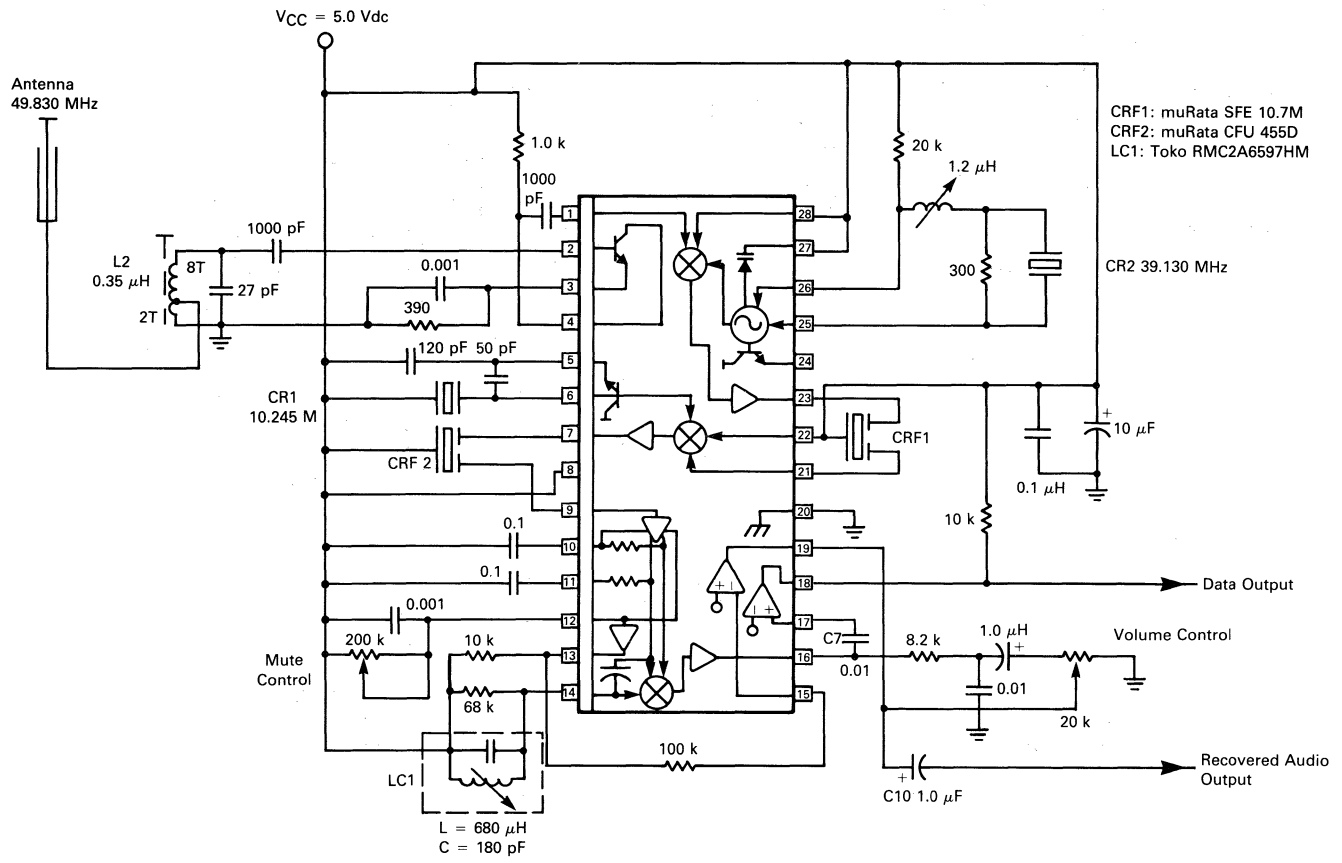 VCC = 5.0 Vdc
Antenna
49.830 MHz
CRF1: muRata SFE 10.7M
CRF2: muRata CFU 455D
LC1: Toko RMC2A6597HM
1.0 k
20 k
1.2 μH
1000
pF
1000 pF
L2
0.35 μH
8T
2T
27 pF
0.001
390
300
CR2 39.130 MHz
120 pF
50 pF
CR1
10.245 M
CRF 2
CRF1
+
10 μF
0.1 μH
0.1
0.1
10 k
0.001
200 k
Mute
Control
10 k
68 k
LC1
L = 680 μH
C = 180 pF
100 k
1
2
3
4
5
6
7
8
9
10
11
12
13
14
28
27
26
25
24
23
22
21
20
19
18
17
16
15
+ −
− +
Data Output
C7
0.01
8.2 k
1.0 μH
+
Volume Control
0.01
20 k
+
C10 1.0 μF
Recovered Audio
Output